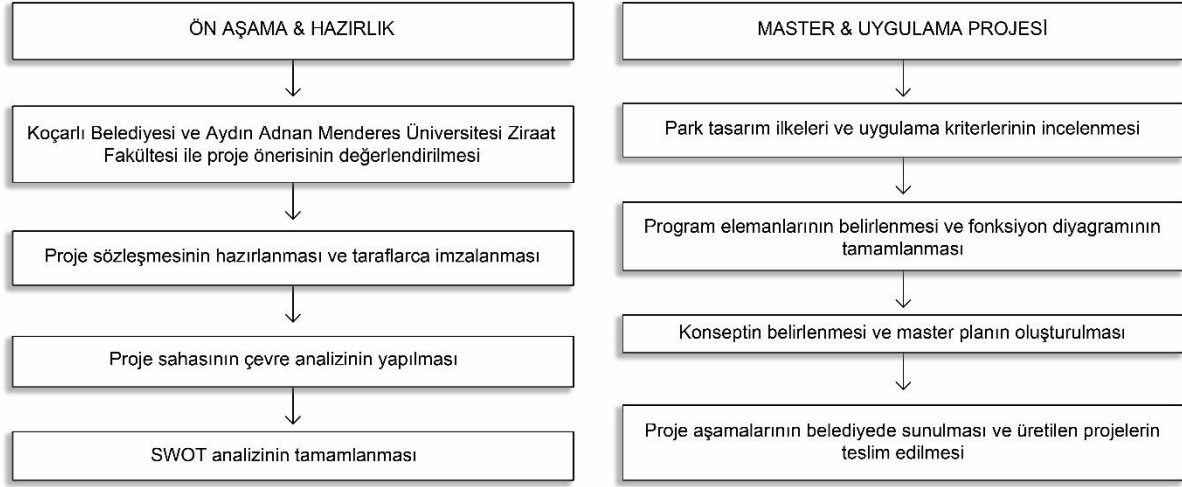 ÖN AŞAMA & HAZIRLIK
Koçarlı Belediyesi ve Aydın Adnan Menderes Üniversitesi Ziraat
Fakültesi ile proje önerisinin değerlendirilmesi
Proje sözleşmesinin hazırlanması ve taraflarca imzalanması
Proje sahasının çevre analizinin yapılması
SWOT analizinin tamamlanması
MASTER & UYGULAMA PROJESİ
Park tasarım ilkeleri ve uygulama kriterlerinin incelenmesi
Program elemanlarının belirlenmesi ve fonksiyon diyagramının
tamamlanması
Konseptin belirlenmesi ve master planın oluşturulması
Proje aşamalarının belediyede sunulması ve üretilen projelerin
teslim edilmesi